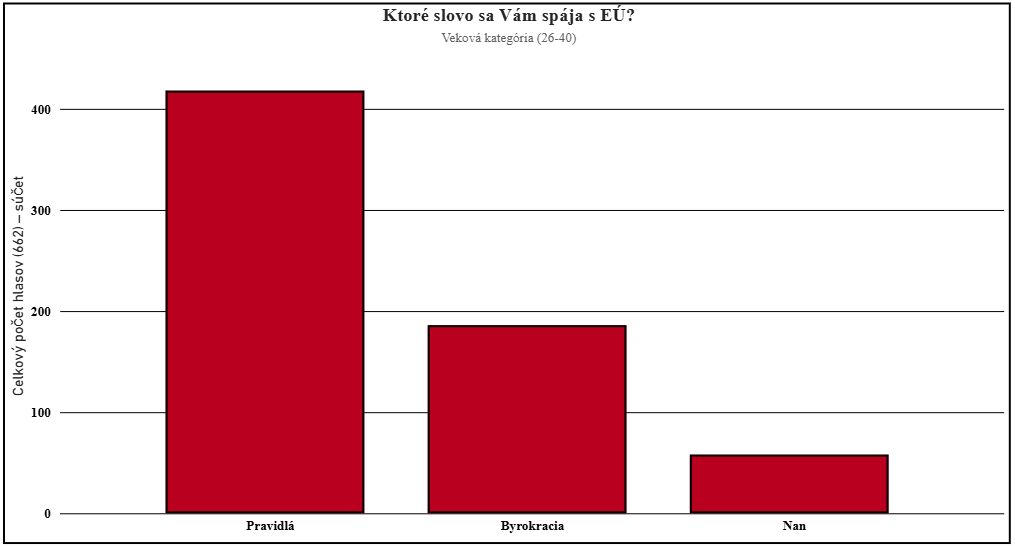 Ktoré slovo sa Vám spája s EÚ?
Veková kategória (26-40)
Celkový počet hlasov (662) – súčet
400
300
200
100
0
Pravidlá
Byrokracia
Nan